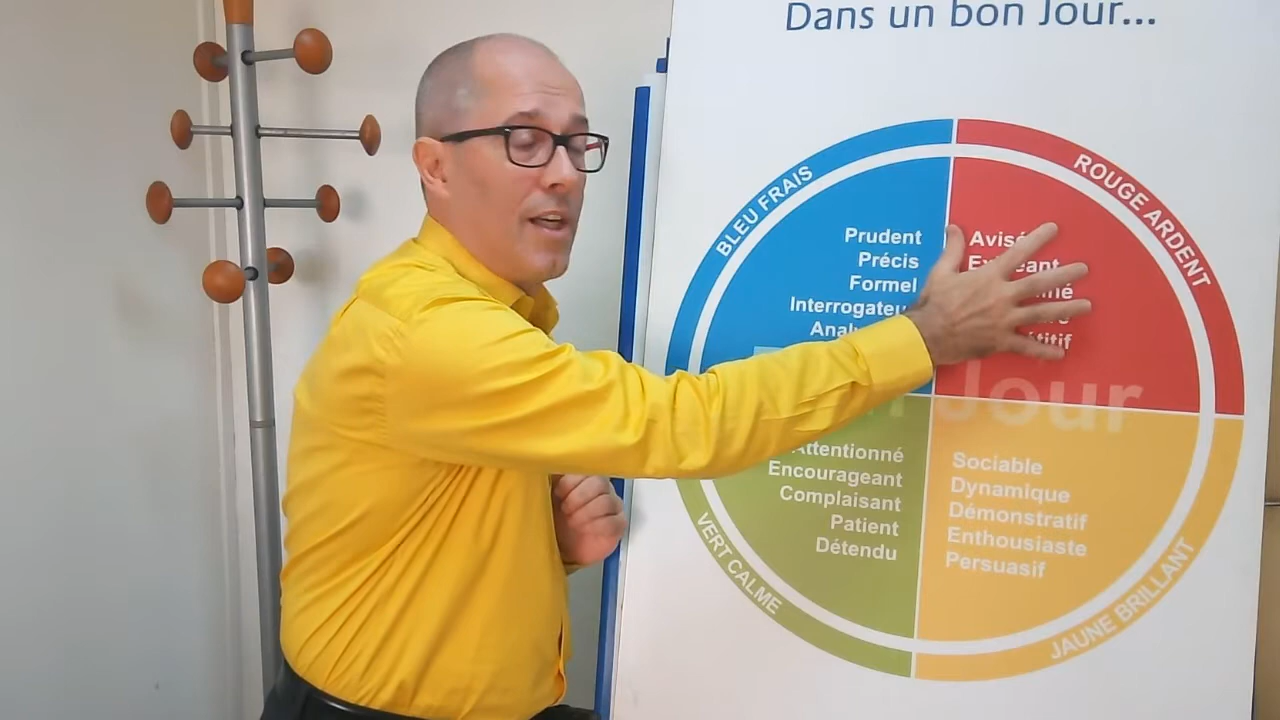 Dans un bon Jour...
BLEU FRAIS
ROUGE ARDENT
Prudent
Précis
Formel
Jour
Attentionné
Encourageant
Complaisant
Patient
Détendu
Sociable
Dynamique
Démonstratif
Enthousiaste
Persuasif
VERT CALME
JAUNE BRILLANT